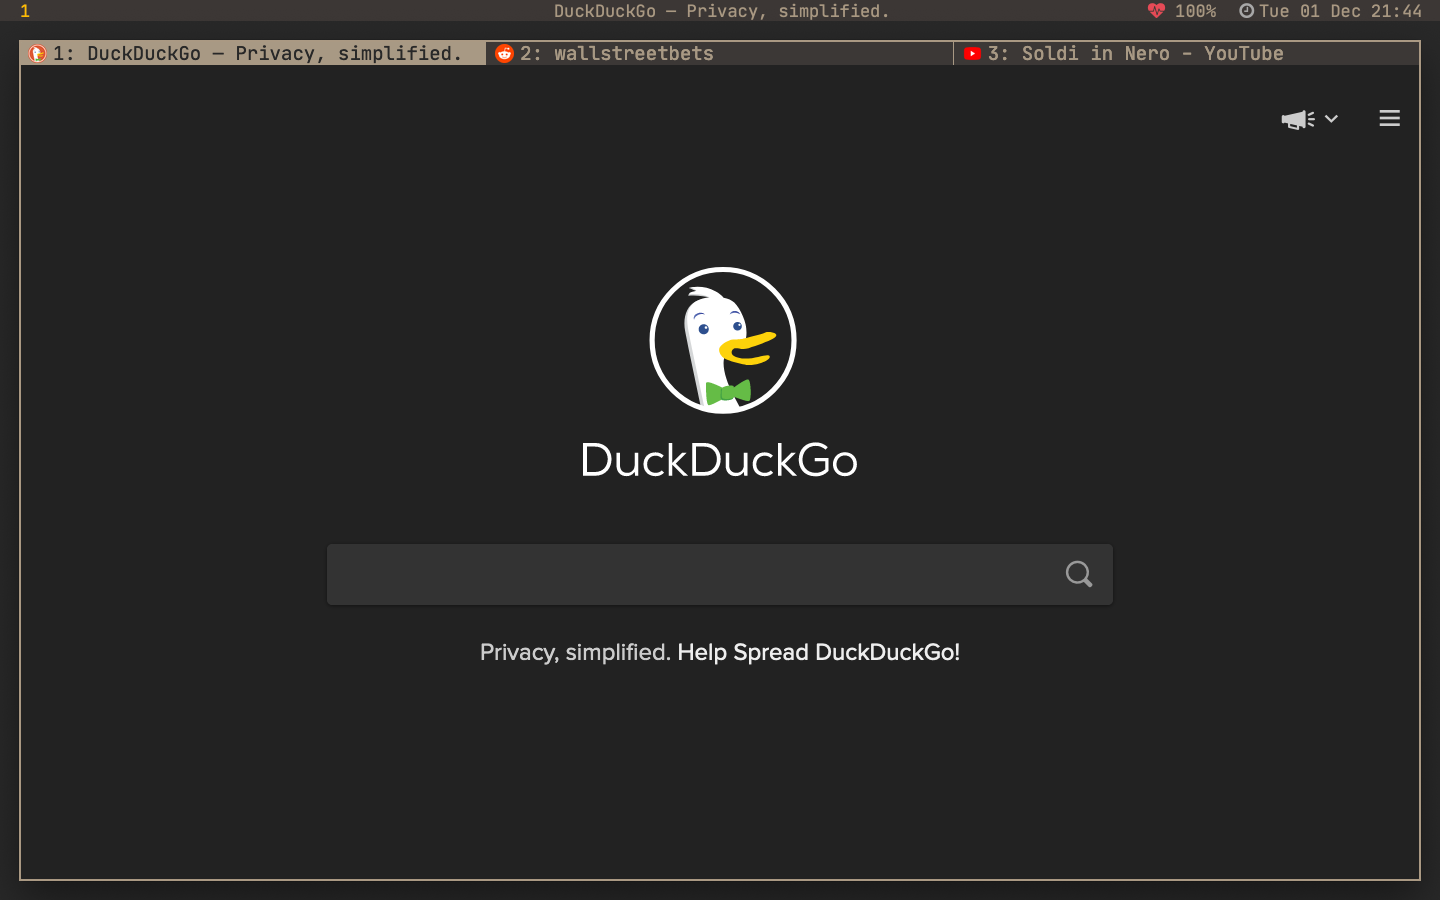 1 DuckDuckGo — Privacy, simplified. 100% Tue 01 Dec 21:44
1: DuckDuckGo — Privacy, simplified. 2: wallstreetbets 3: Soldi in Nero - YouTube
DuckDuckGo
Privacy, simplified. Help Spread DuckDuckGo!